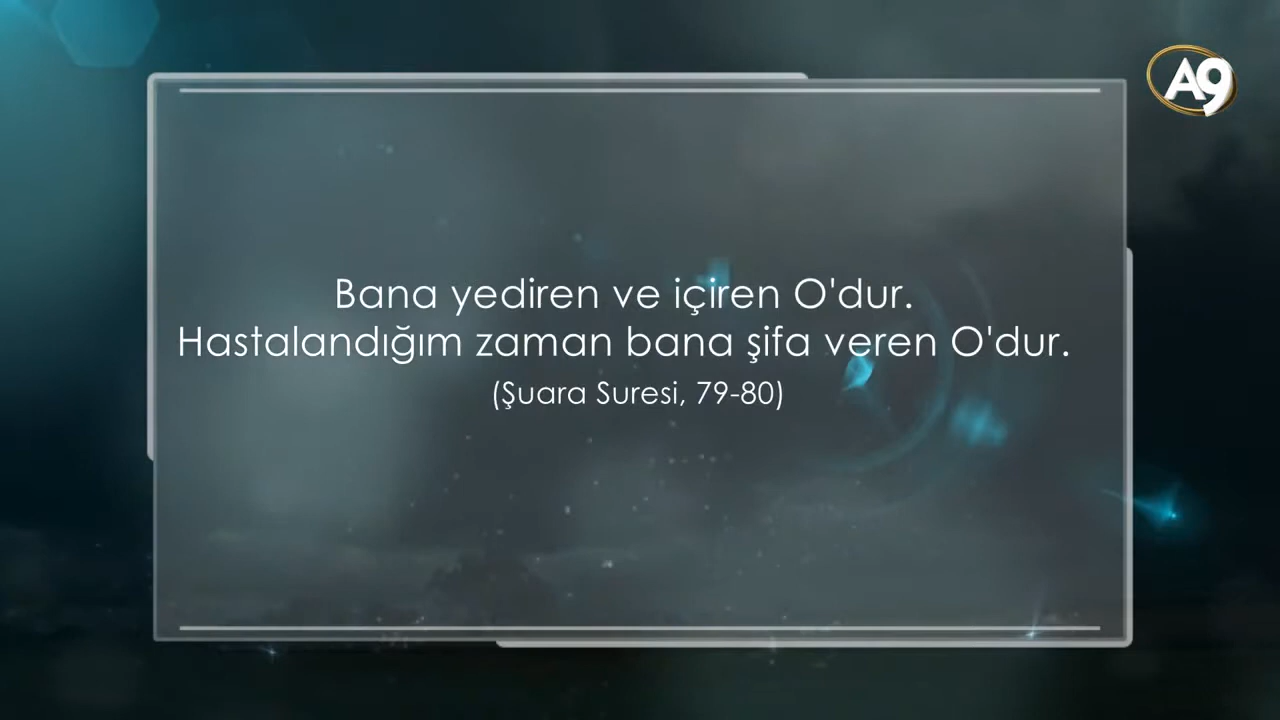 A9
Bana yediren ve içiren O'dur.
Hastalandığım zaman bana şifa veren O'dur.
(Şuara Suresi, 79-80)